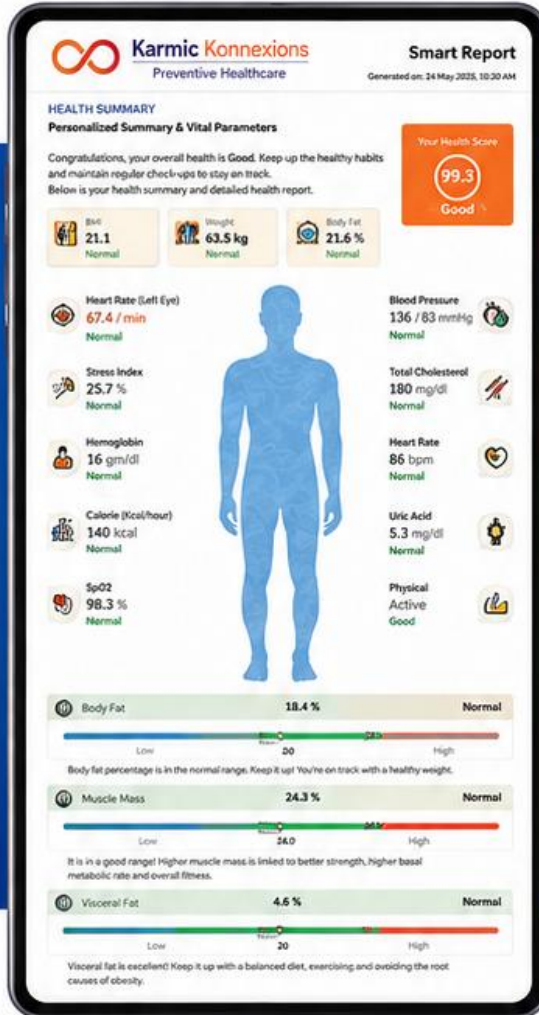 Karmic Konnexions
Preventive Healthcare
Smart Report
Generated on: 24 May 2025, 10:30 AM
HEALTH SUMMARY
Personalized Summary & Vital Parameters
Congratulations, your overall health is Good. Keep up the healthy habits
and maintain regular check-ups to stay on track.
Below is your health summary and detailed health report.
Your Health Score
99.3
Good
BMI
21.1
Normal
Weight
63.5 kg
Normal
Body Fat
21.6 %
Normal
Heart Rate (Left Eye)
67.4 / min
Normal
Stress Index
25.7 %
Normal
Hemoglobin
16 gm/dl
Normal
Calorie (Kcal/hour)
140 kcal
Normal
SpO2
98.3 %
Normal
Blood Pressure
136 / 83 mmHg
Normal
Total Cholesterol
180 mg/dl
Normal
Heart Rate
86 bpm
Normal
Uric Acid
5.3 mg/dl
Normal
Physical
Active
Good
Body Fat 18.4 % Normal
Low 20 High
Body fat percentage is in the normal range. Keep it up! You're on track with a healthy weight.
Muscle Mass 24.3 % Normal
Low 24.0 High
It is in a good range! Higher muscle mass is linked to better strength, higher basal
metabolic rate and overall fitness.
Visceral Fat 4.6 % Normal
Low 20 High
Visceral fat is excellent! Keep it up with a balanced diet, exercising and avoiding the root
causes of obesity.